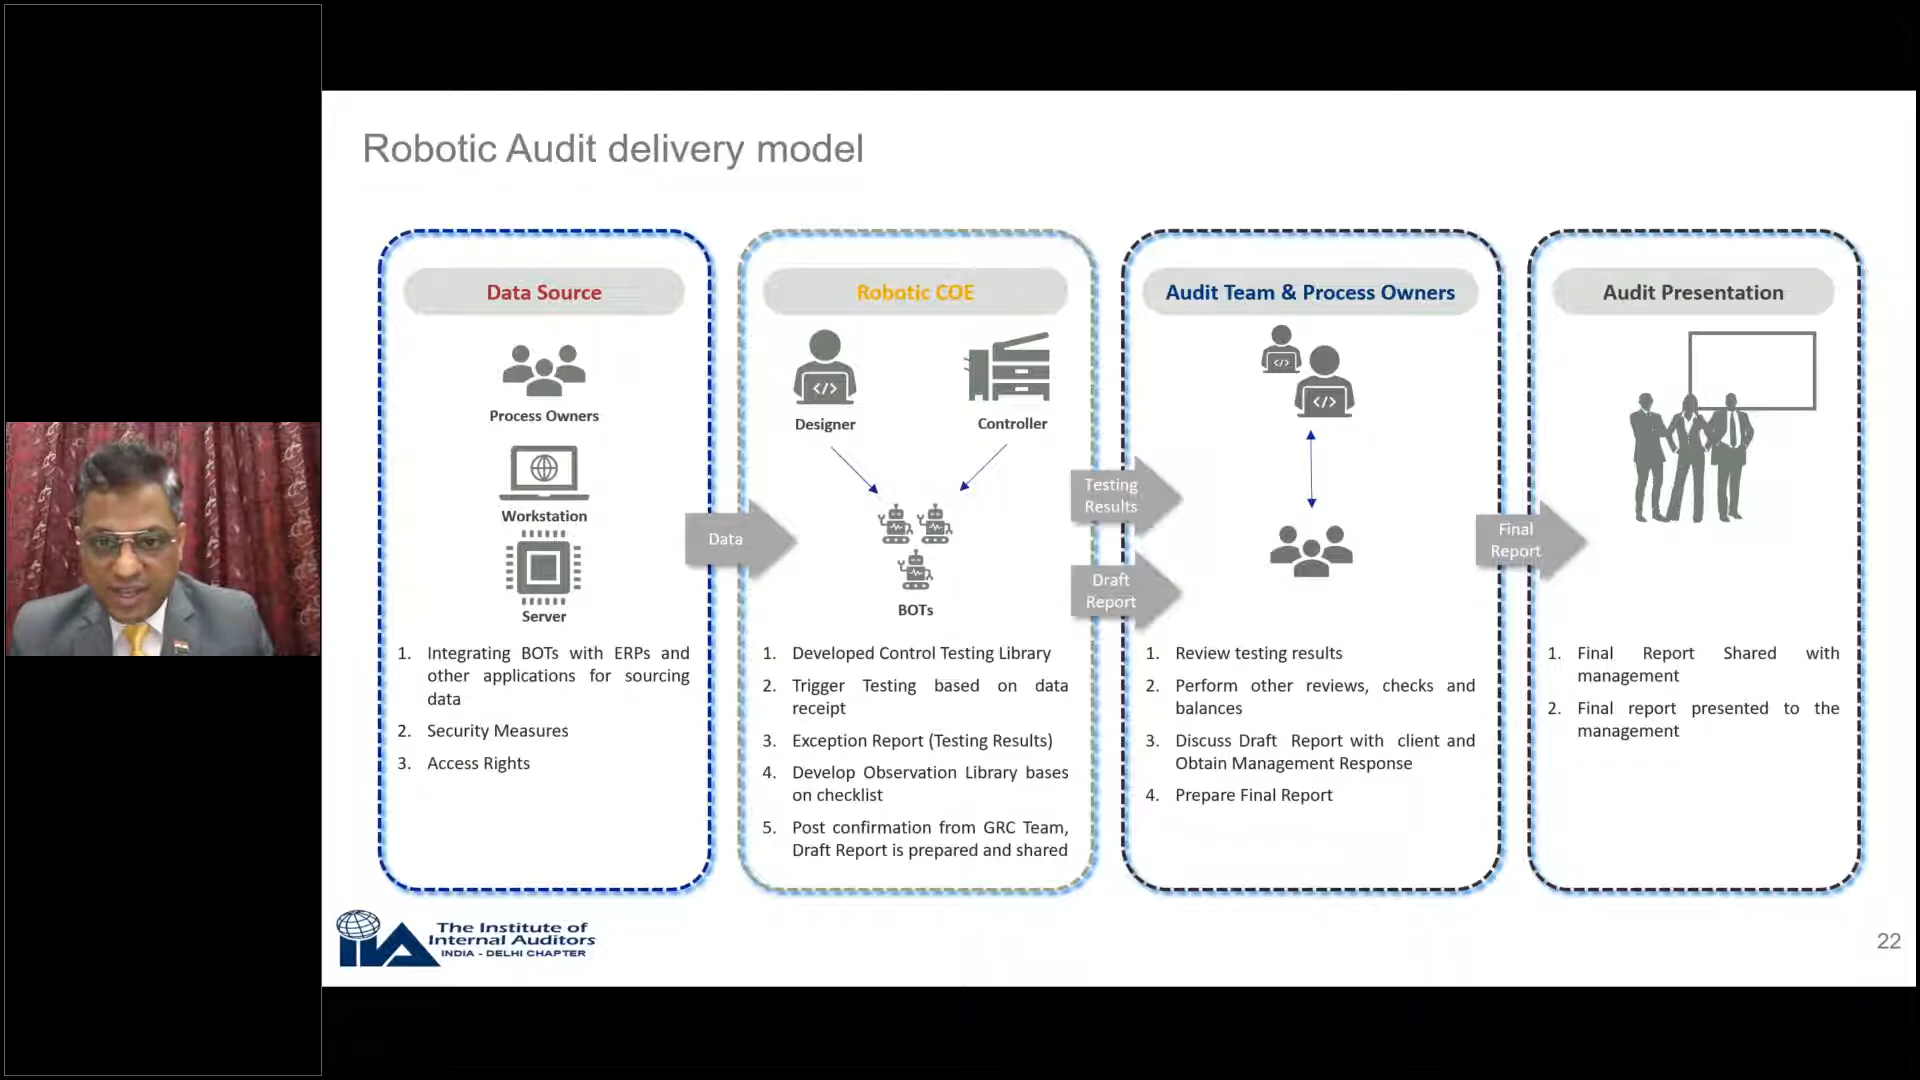 Robotic Audit delivery model
Data Source
Process Owners
Workstation
Server
1. Integrating BOTs with ERPs and
other applications for sourcing
data
2. Security Measures
3. Access Rights
Data
Robotic COE
Designer
Controller
BOTs
1. Developed Control Testing Library
2. Trigger Testing based on data
receipt
3. Exception Report (Testing Results)
4. Develop Observation Library bases
on checklist
5. Post confirmation from GRC Team,
Draft Report is prepared and shared
Testing
Results
Draft
Report
Audit Team & Process Owners
1. Review testing results
2. Perform other reviews, checks and
balances
3. Discuss Draft Report with client and
Obtain Management Response
4. Prepare Final Report
Final
Report
Audit Presentation
1. Final Report Shared with
management
2. Final report presented to the
management
IIA
The Institute of
Internal Auditors
INDIA - DELHI CHAPTER
22